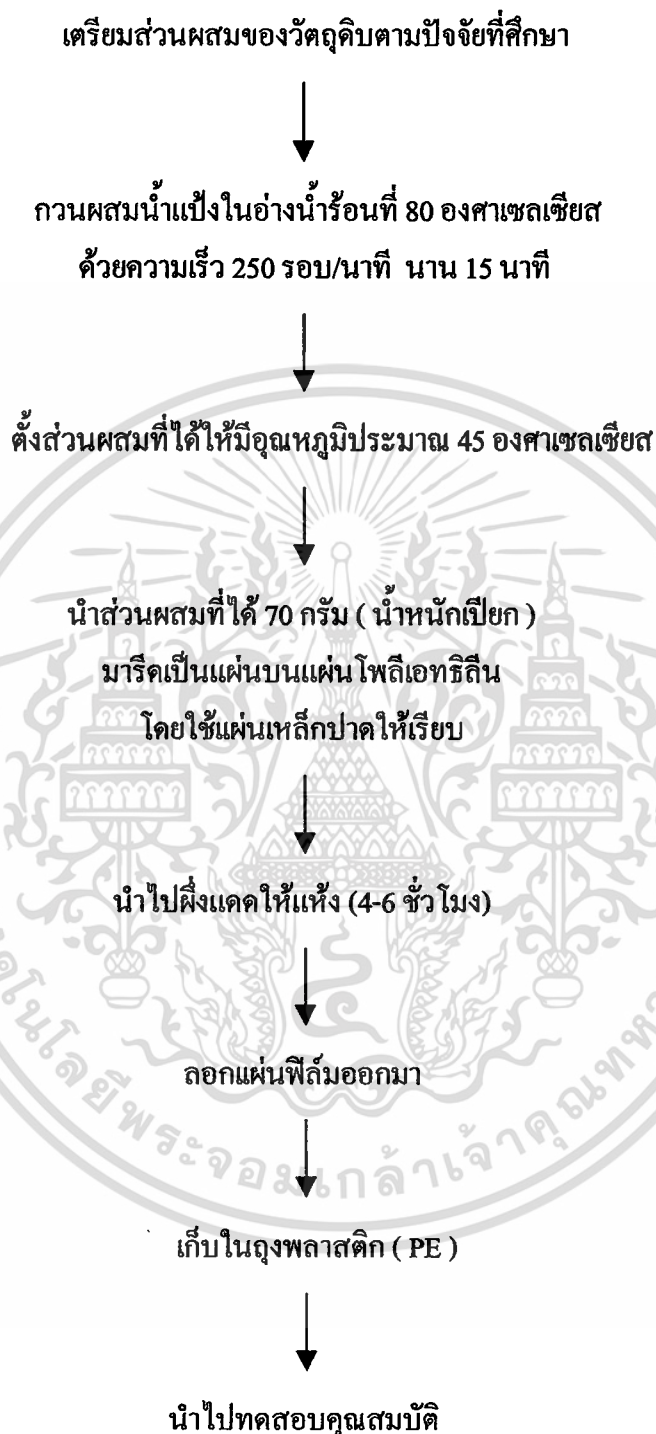 เตรียมส่วนผสมของวัตถุดิบตามปัจจัยที่ศึกษา
กวนผสมน้ำแป้งในอ่างน้ำร้อนที่ 80 องศาเซลเซียส
ด้วยความเร็ว 250 รอบ/นาที นาน 15 นาที
ตั้งส่วนผสมที่ได้ให้มีอุณหภูมิประมาณ 45 องศาเซลเซียส
นำส่วนผสมที่ได้ 70 กรัม ( น้ำหนักเปียก )
มารีดเป็นแผ่นบนแผ่นโพลีเอทธิลีน
โดยใช้แผ่นเหล็กปาดให้เรียบ
นำไปผึ่งแดดให้แห้ง (4-6 ชั่วโมง)
ลอกแผ่นฟิล์มออกมา
เก็บในถุงพลาสติก ( PE )
นำไปทดสอบคุณสมบัติ